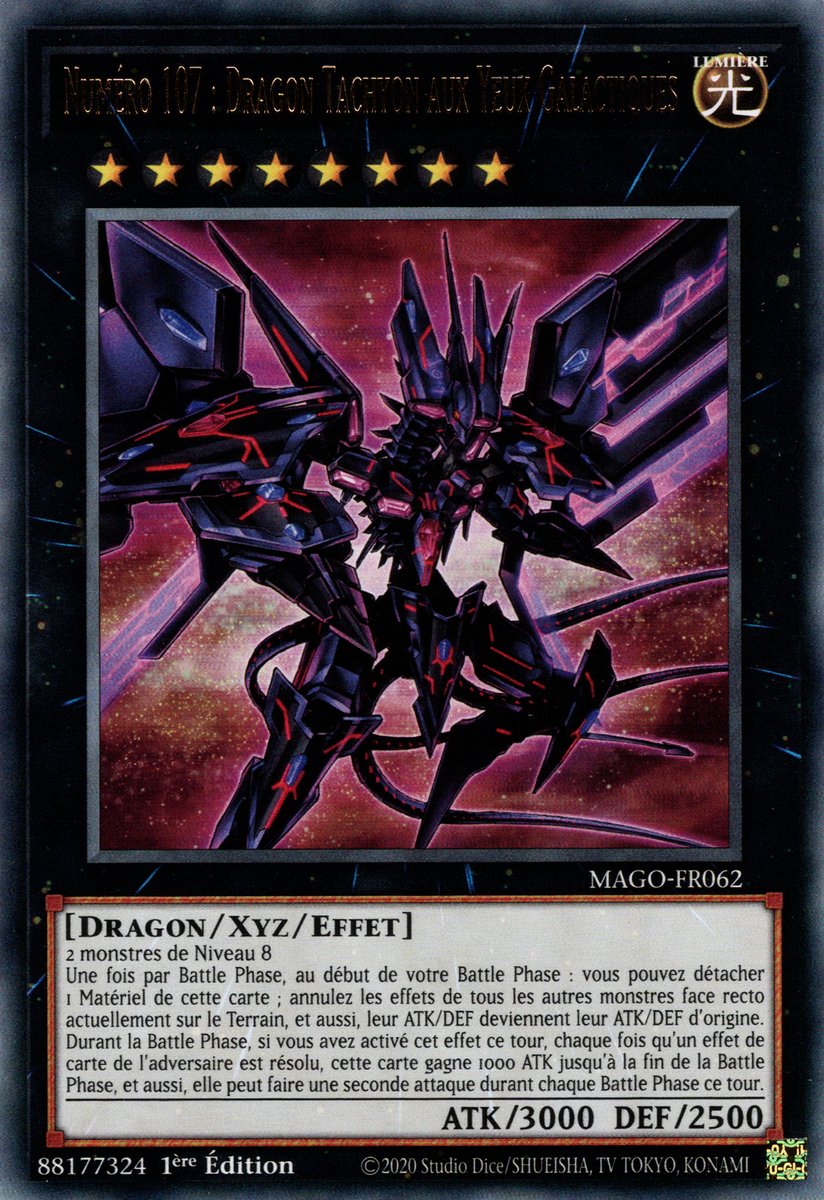 Numéro 107 : Dragon Tachyon aux Yeux Galactiques
LUMIÈRE
光
MAGO-FR062
[Dragon/Xyz/Effet]
2 monstres de Niveau 8
Une fois par Battle Phase, au début de votre Battle Phase : vous pouvez détacher
1 Matériel de cette carte ; annulez les effets de tous les autres monstres face recto
actuellement sur le Terrain, et aussi, leur ATK/DEF deviennent leur ATK/DEF d'origine.
Durant la Battle Phase, si vous avez activé cet effet ce tour, chaque fois qu'un effet de
carte de l'adversaire est résolu, cette carte gagne 1000 ATK jusqu'à la fin de la Battle
Phase, et aussi, elle peut faire une seconde attaque durant chaque Battle Phase ce tour.
ATK/3000 DEF/2500
88177324 1ère Édition ©2020 Studio Dice/SHUEISHA, TV TOKYO, KONAMI